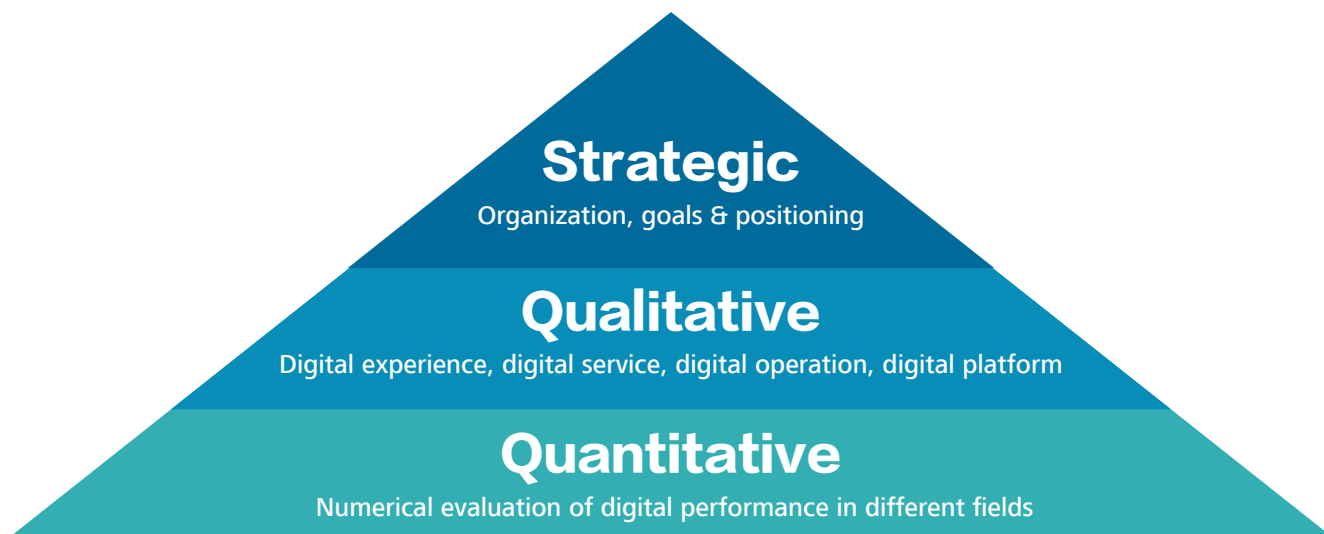 Strategic
Organization, goals & positioning
Qualitative
Digital experience, digital service, digital operation, digital platform
Quantitative
Numerical evaluation of digital performance in different fields